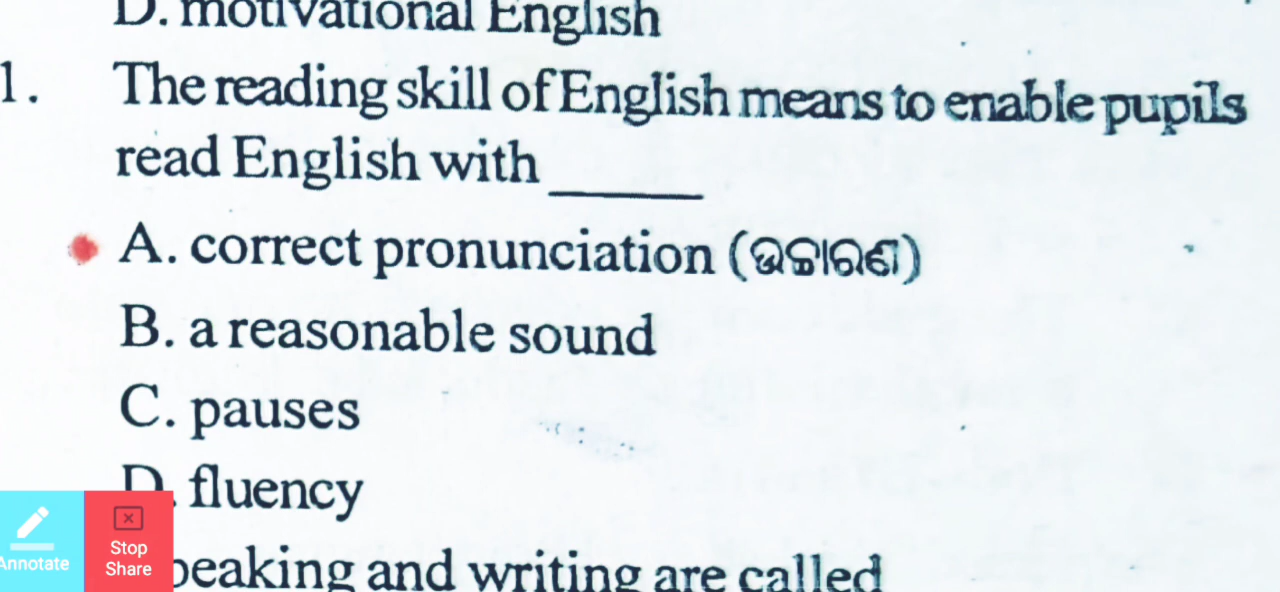 D. motivational English
1. The reading skill of English means to enable pupils
read English with ______
A. correct pronunciation (ଉଚ୍ଚାରଣ)
B. a reasonable sound
C. pauses
D. fluency
Annotate
Stop
Share
peaking and writing are called